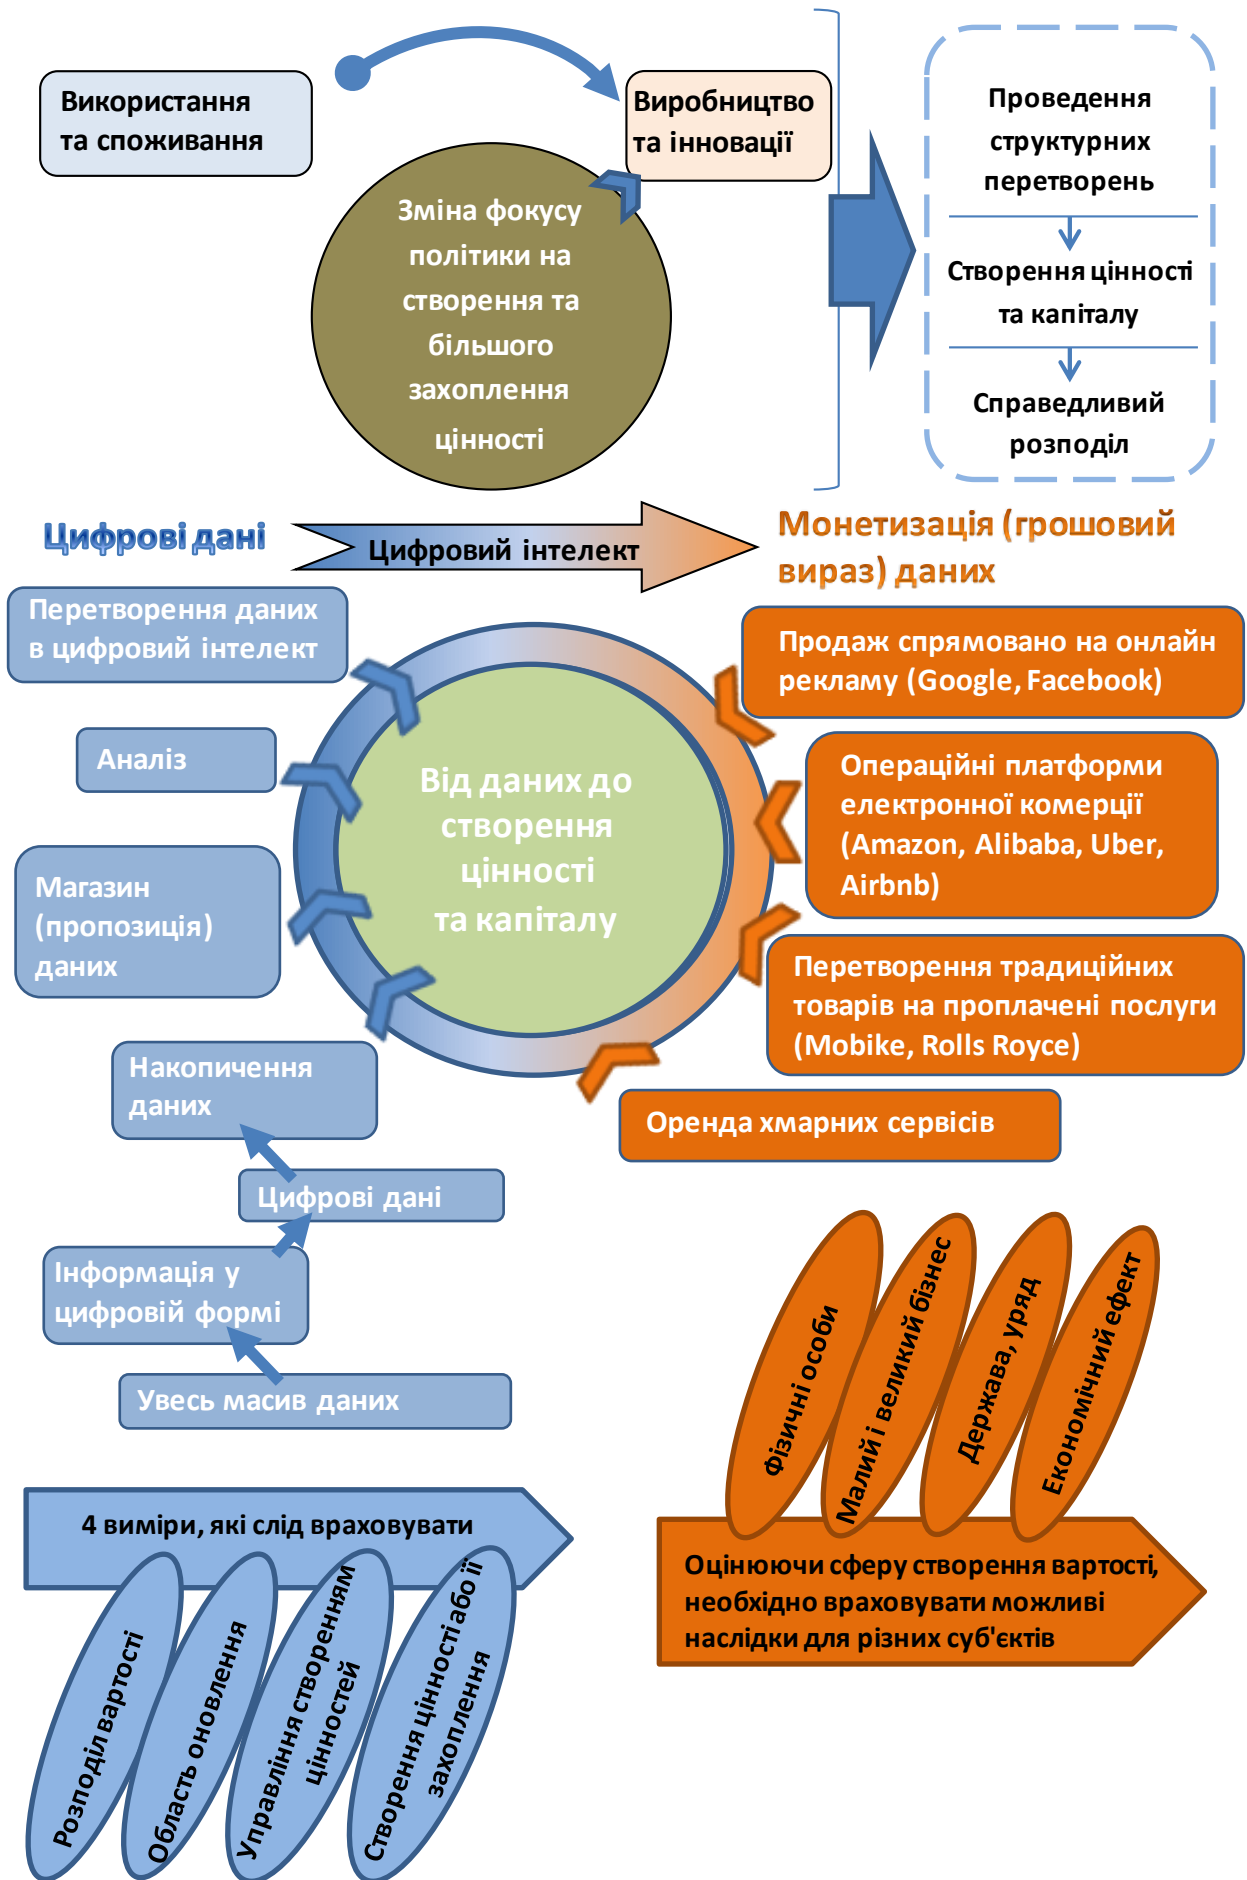 Використання
та споживання
Виробництво
та інновації
Зміна фокусу
політики на
створення та
більшого
захоплення
цінності
Проведення
структурних
перетворень
Створення цінності
та капіталу
Справедливий
розподіл
Цифрові дані
Цифровий інтелект
Монетизація (грошовий
вираз) даних
Перетворення даних
в цифровий інтелект
Аналіз
Магазин
(пропозиція)
даних
Накопичення
даних
Цифрові дані
Інформація у
цифровій формі
Увесь масив даних
Від даних до
створення
цінності
та капіталу
Продаж спрямовано на онлайн
рекламу (Google, Facebook)
Операційні платформи
електронної комерції
(Amazon, Alibaba, Uber,
Airbnb)
Перетворення традиційних
товарів на проплачені послуги
(Mobike, Rolls Royce)
Оренда хмарних сервісів
4 виміри, які слід враховувати
Розподіл вартості
Область оновлення
Управління створенням
цінностей
Створення цінності або її
захоплення
Фізичні особи
Малий і великий бізнес
Держава, уряд
Економічний ефект
Оцінюючи сферу створення вартості,
необхідно враховувати можливі
наслідки для різних суб'єктів